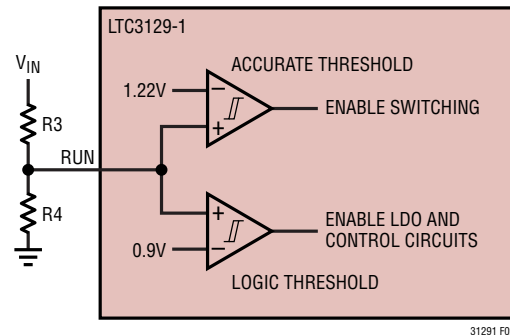 LTC3129-1
VIN
ACCURATE THRESHOLD
1.22V
–
ENABLE SWITCHING
R3
+
RUN
R4
+
ENABLE LDO AND
CONTROL CIRCUITS
0.9V
–
LOGIC THRESHOLD
31291 F0